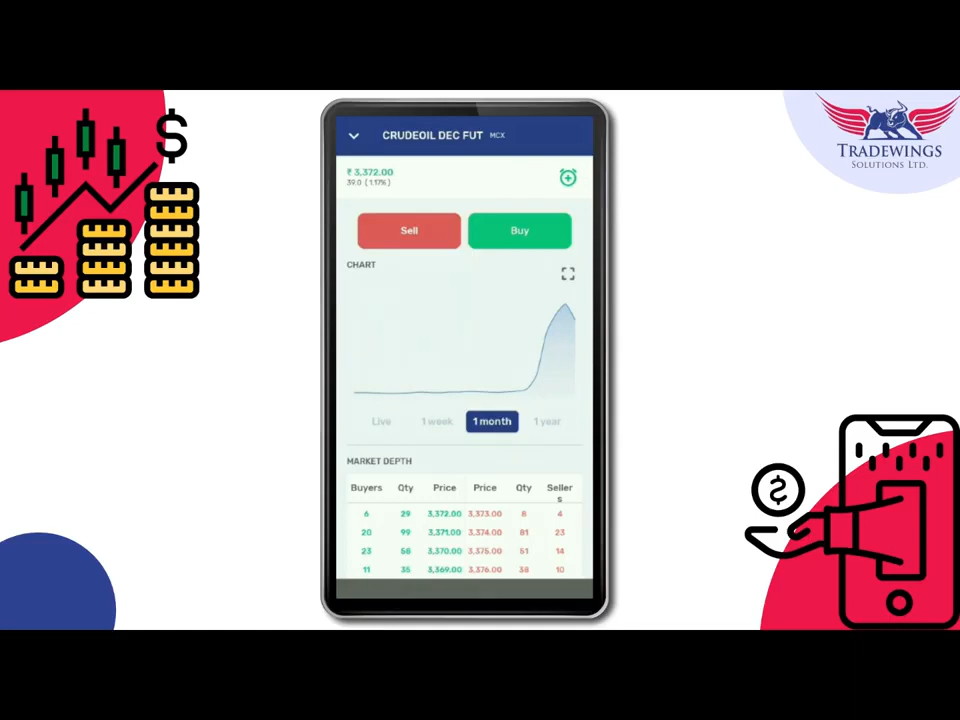 CRUDEOIL DEC FUT MCX
₹ 3,372.00
39.0 (1.17%)
Sell Buy
CHART
Live 1 week 1 month 1 year
MARKET DEPTH
Buyers Qty Price Price Qty Seller
s
6 29 3,372.00 3,373.00 8 4
20 99 3,371.00 3,374.00 81 23
23 58 3,370.00 3,375.00 51 14
11 35 3,369.00 3,376.00 38 10
$
TRADEWINGS
SOLUTIONS LTD.
$